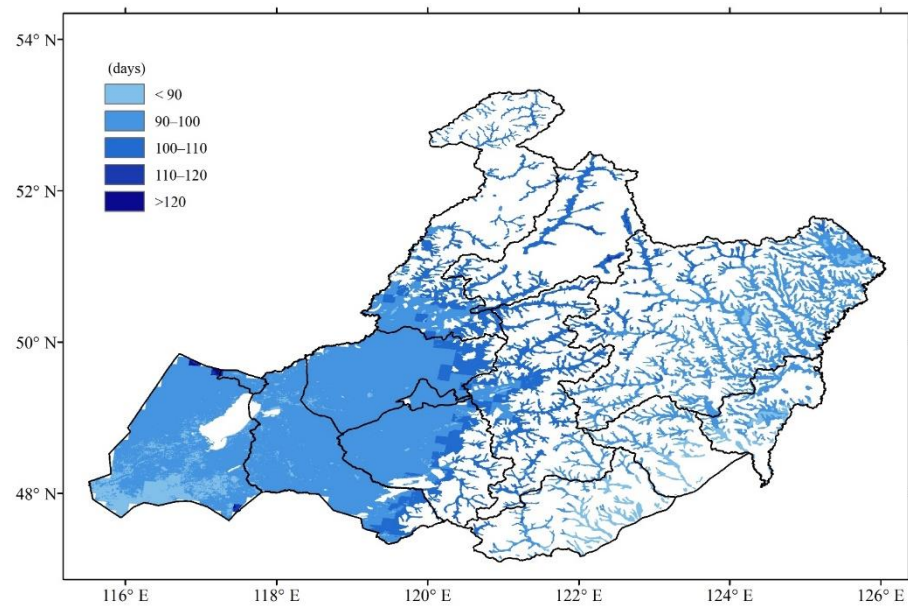 54° N
(days)
< 90
90–100
100–110
110–120
>120
52° N
50° N
48° N
116° E
118° E
120° E
122° E
124° E
126° E